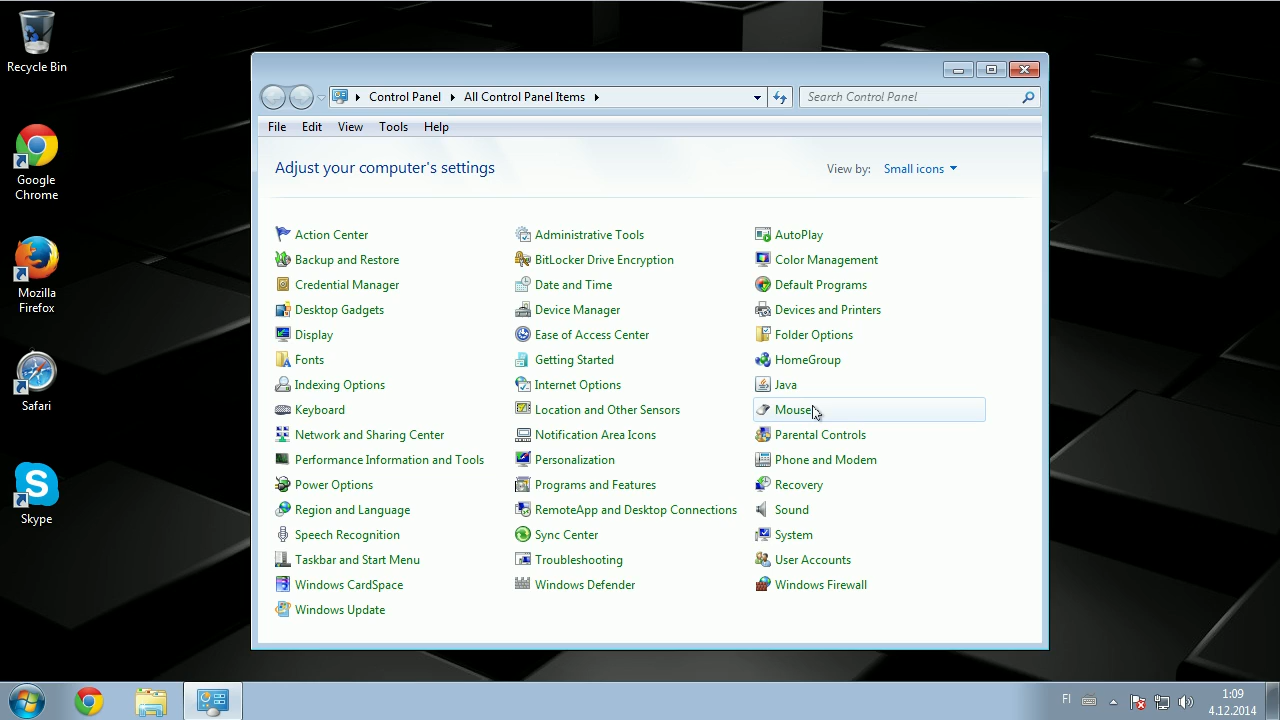 Recycle Bin
Google
Chrome
Mozilla
Firefox
Safari
Skype
Control Panel
All Control Panel Items
Search Control Panel
File Edit View Tools Help
Adjust your computer's settings
View by: Small icons
Action Center Administrative Tools AutoPlay
Backup and Restore BitLocker Drive Encryption Color Management
Credential Manager Date and Time Default Programs
Desktop Gadgets Device Manager Devices and Printers
Display Ease of Access Center Folder Options
Fonts Getting Started HomeGroup
Indexing Options Internet Options Java
Keyboard Location and Other Sensors Mouse
Network and Sharing Center Notification Area Icons Parental Controls
Performance Information and Tools Personalization Phone and Modem
Power Options Programs and Features Recovery
Region and Language RemoteApp and Desktop Connections Sound
Speech Recognition Sync Center System
Taskbar and Start Menu Troubleshooting User Accounts
Windows CardSpace Windows Defender Windows Firewall
Windows Update
FI
1:09
4.12.2014